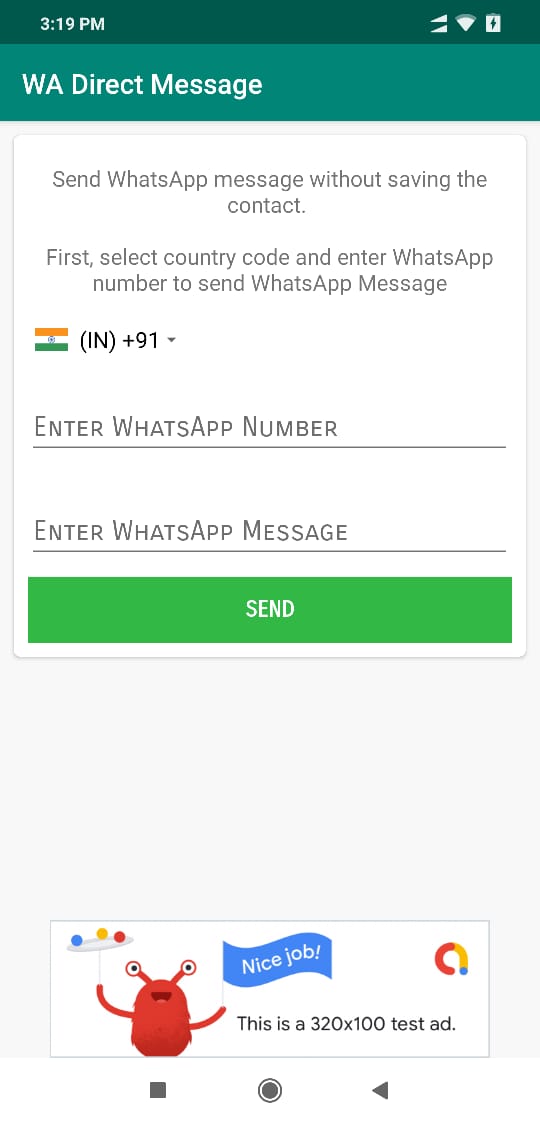 3:19 PM
WA Direct Message
Send WhatsApp message without saving the
contact.
First, select country code and enter WhatsApp
number to send WhatsApp Message
(IN) +91
Enter WhatsApp Number
Enter WhatsApp Message
SEND
Nice job!
This is a 320x100 test ad.